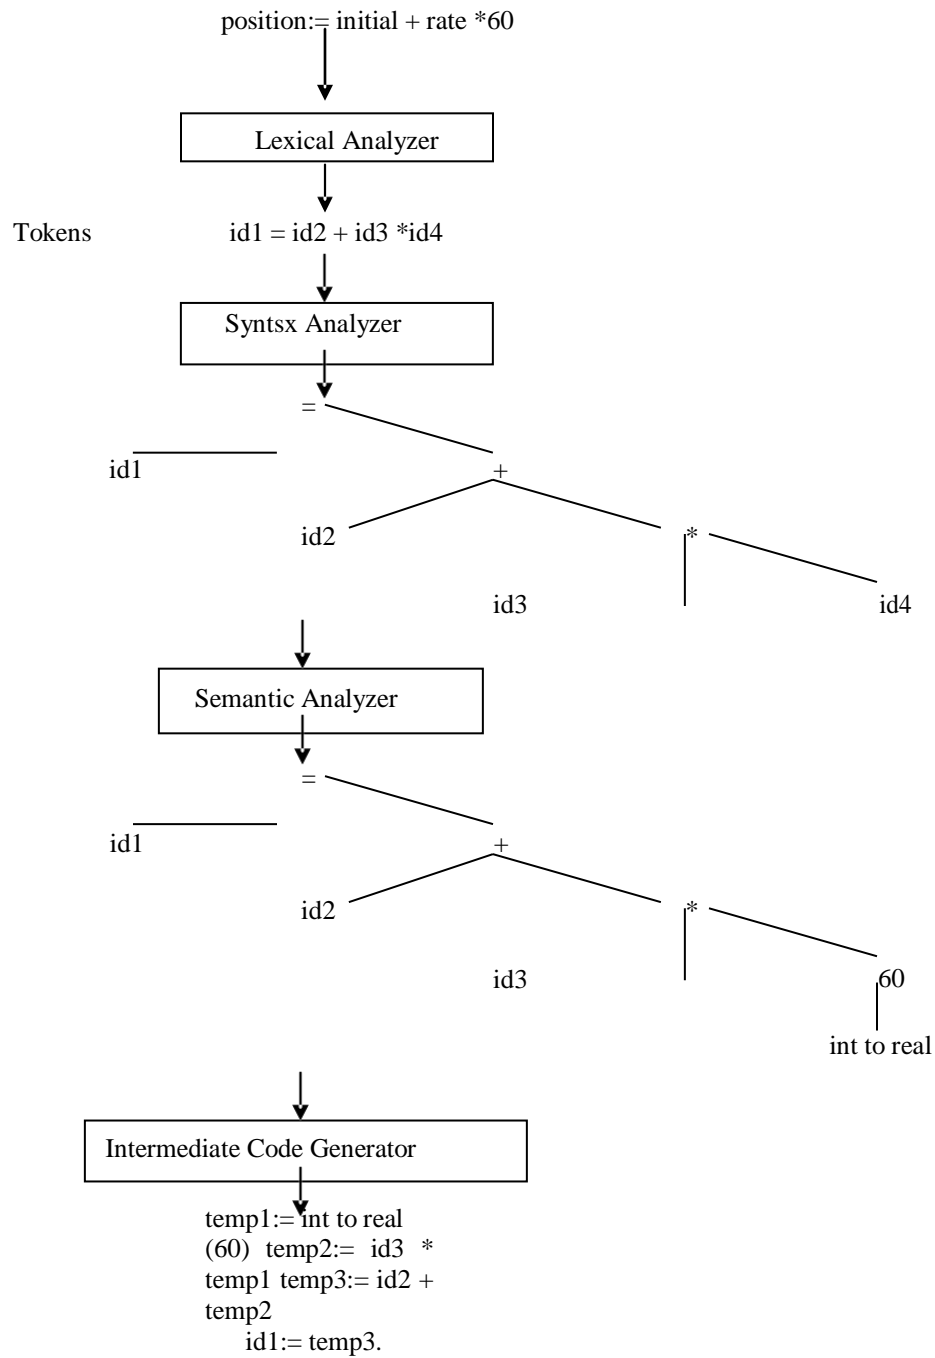 position:= initial + rate *60
Lexical Analyzer
Tokens id1 = id2 + id3 *id4
Syntsx Analyzer
=
id1
+
id2
*
id3 id4
Semantic Analyzer
=
id1
+
id2
*
id3 60
int to real
Intermediate Code Generator
temp1:= int to real
(60) temp2:= id3 *
temp1 temp3:= id2 +
temp2
id1:= temp3.